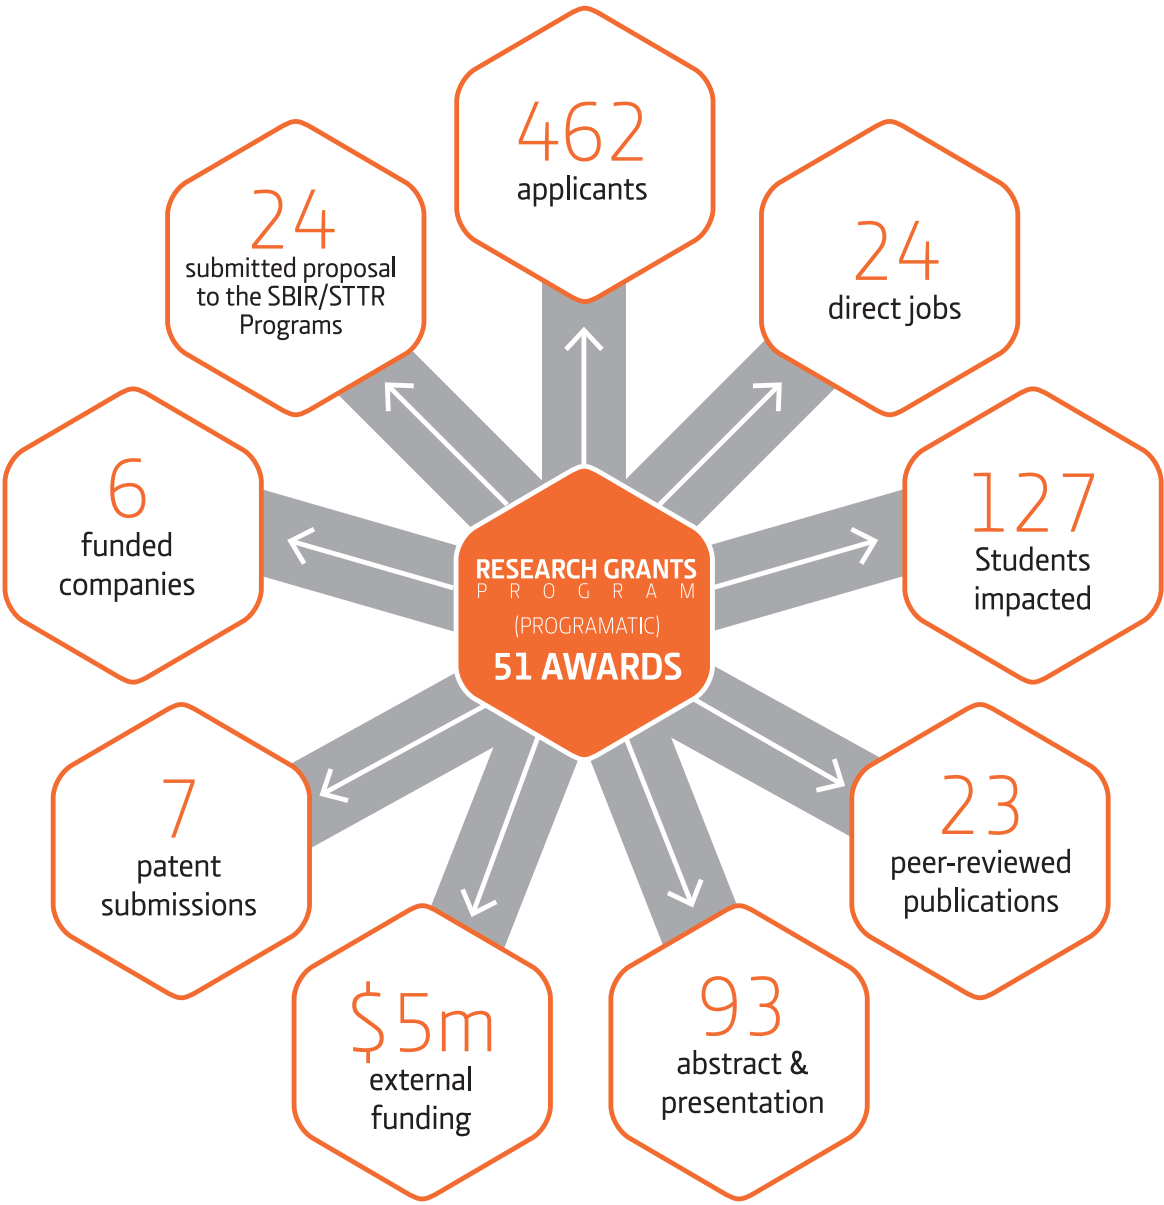 462
applicants
24
direct jobs
127
Students
impacted
23
peer-reviewed
publications
93
abstract &
presentation
$5m
external
funding
7
patent
submissions
6
funded
companies
24
submitted proposal
to the SBIR/STTR
Programs
RESEARCH GRANTS
PROGRAM
(PROGRAMATIC)
51 AWARDS